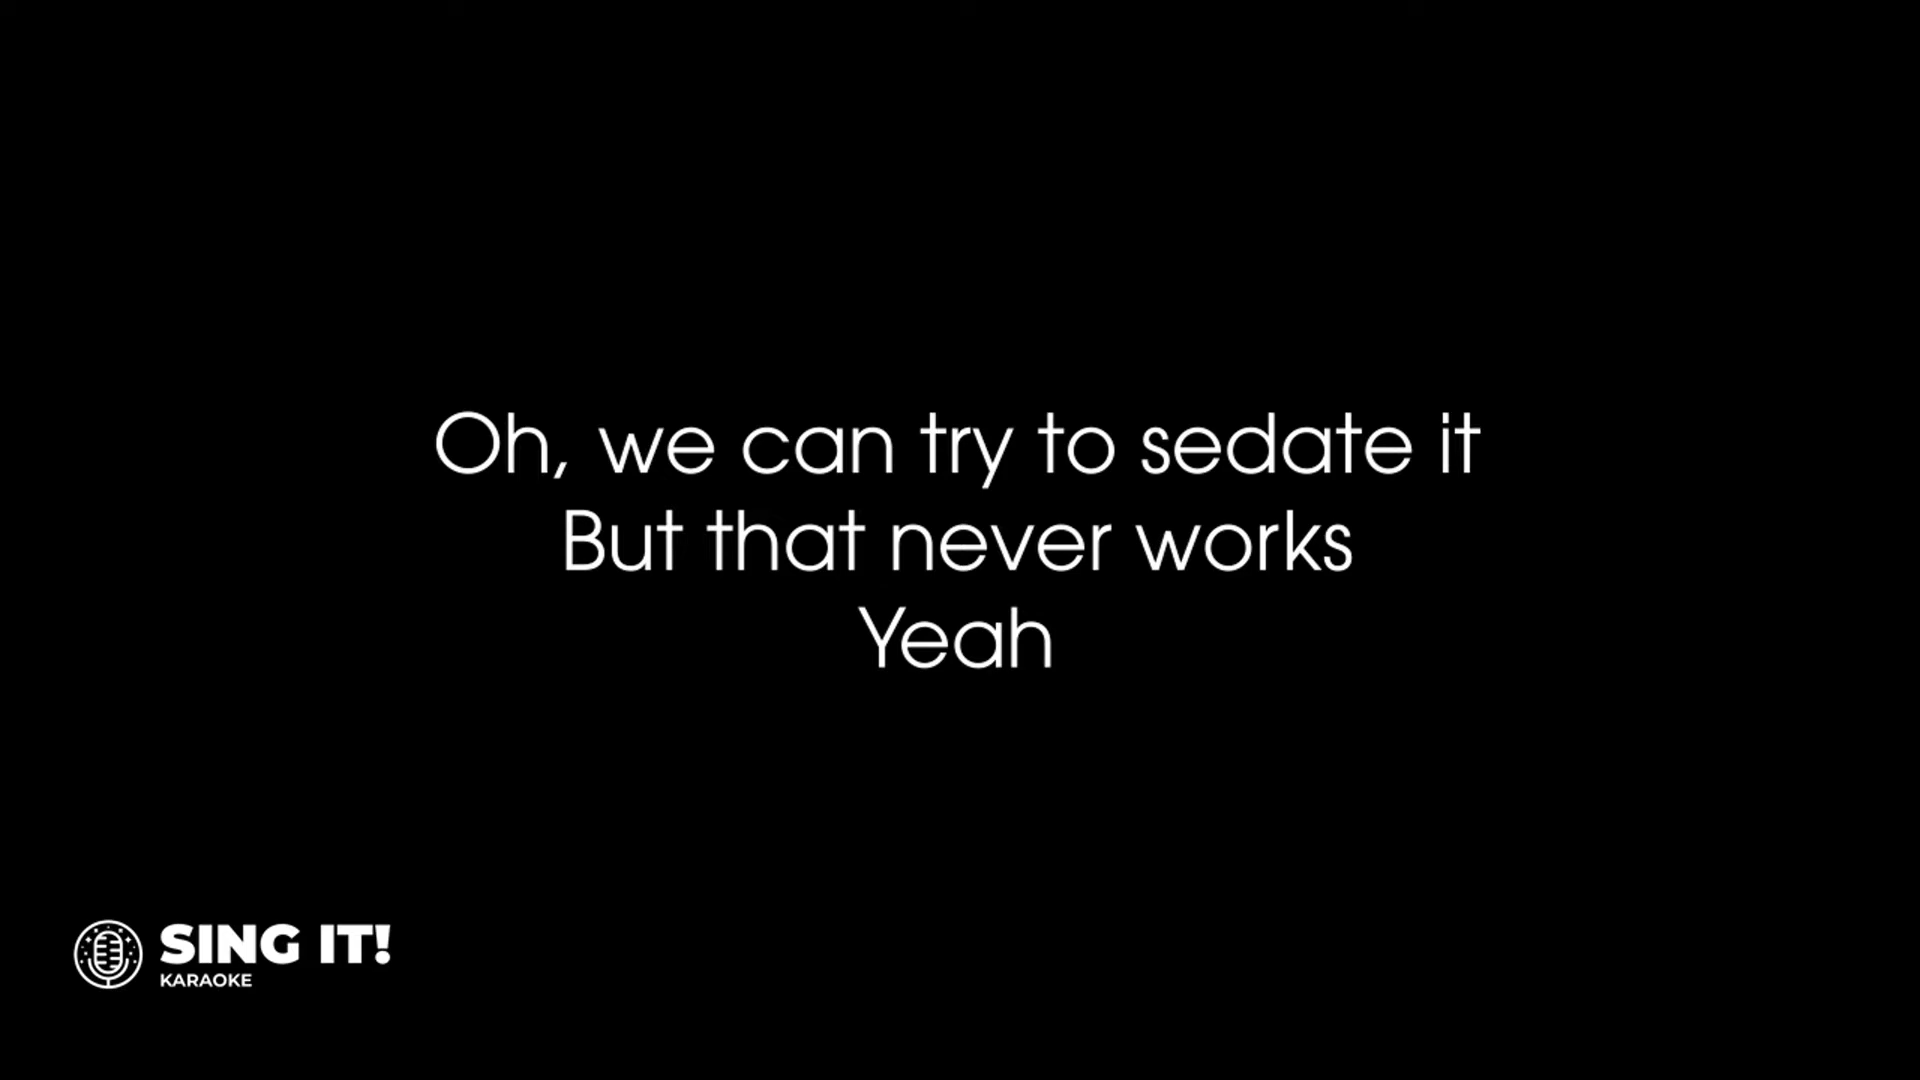 Oh, we can try to sedate it
But that never works
Yeah
SING IT!
KARAOKE